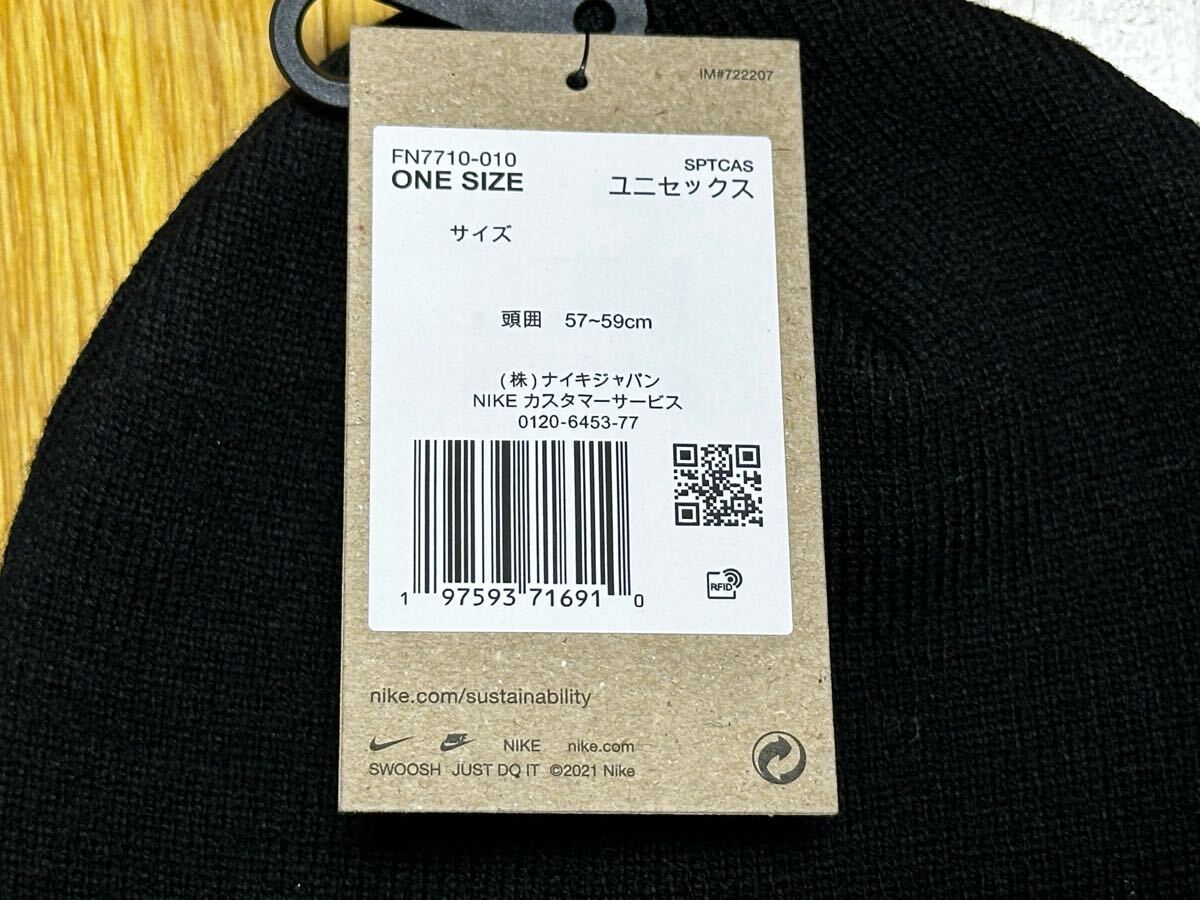 IM#722207
FN7710-010
ONE SIZE
SPTCAS
ユニセックス
サイズ
頭囲 57~59cm
(株)ナイキジャパン
NIKE カスタマーサービス
0120-6453-77
1 97593 71691 0
RFID
nike.com/sustainability
NIKE nike.com
SWOOSH JUST DO IT ©2021 Nike